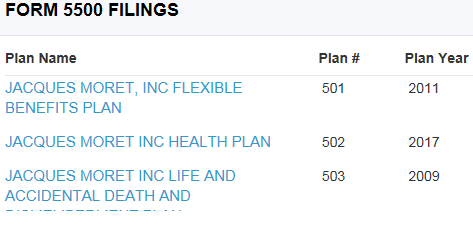 FORM 5500 FILINGS
Plan Name Plan # Plan Year
JACQUES MORET, INC FLEXIBLE 501 2011
BENEFITS PLAN
JACQUES MORET INC HEALTH PLAN 502 2017
JACQUES MORET INC LIFE AND 503 2009
ACCIDENTAL DEATH AND